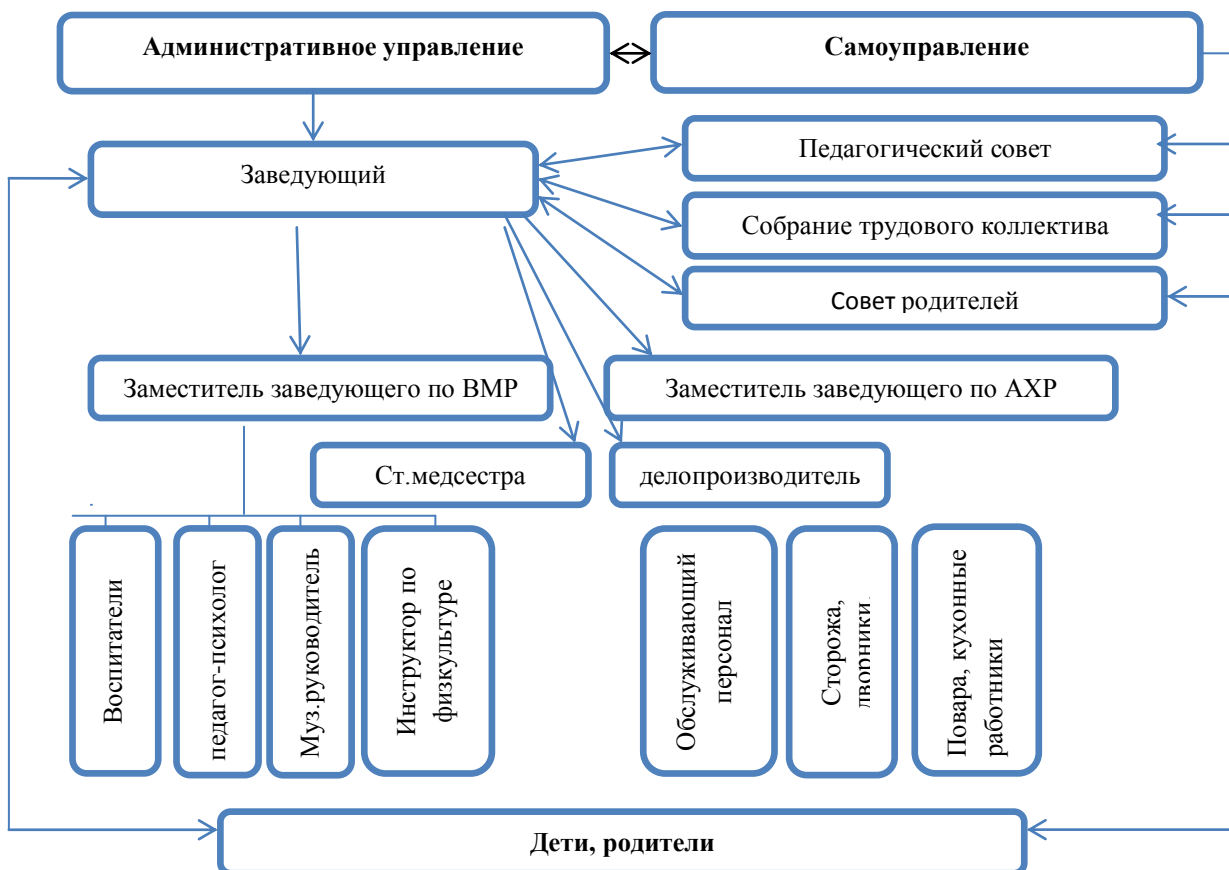 Административное управление
Самоуправление
Заведующий
Педагогический совет
Собрание трудового коллектива
Совет родителей
Заместитель заведующего по ВМР
Заместитель заведующего по АХР
Ст.медсестра
делопроизводитель
Воспитатели
педагог-психолог
Муз.руководитель
Инструктор по
физкультуре
Обслуживающий
персонал
Сторожа,
дворники.
Повара, кухонные
работники
Дети, родители